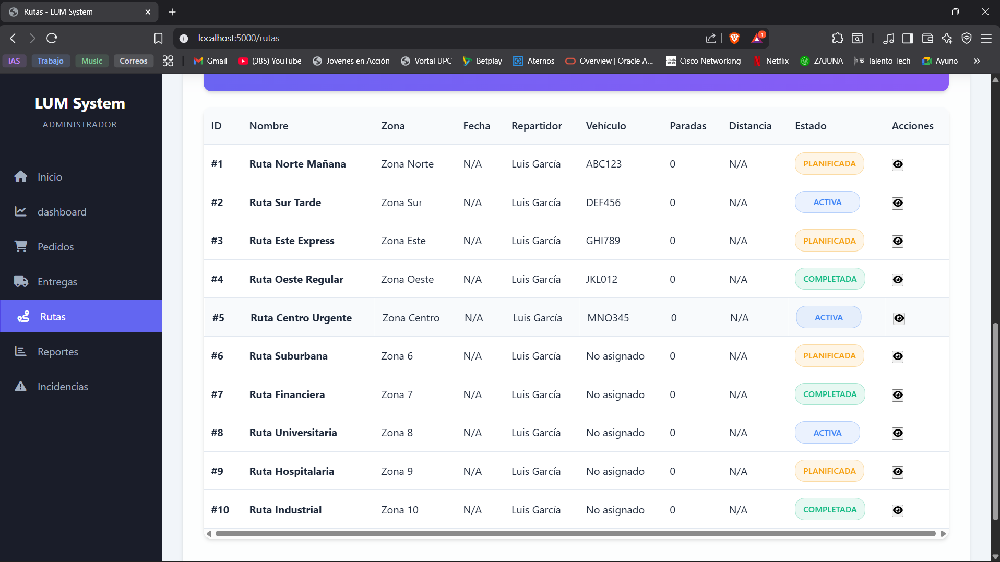 Rutas - LUM System
localhost:5000/rutas
1
IAS Trabajo Music Correos Gmail (385) YouTube Jovenes en Acción Vortal UPC Betplay Aternos Overview | Oracle A... Cisco Networking Netflix ZAJUNA Talento Tech Ayuno
LUM System
ADMINISTRADOR
Inicio
dashboard
Pedidos
Entregas
Rutas
Reportes
Incidencias
ID Nombre Zona Fecha Repartidor Vehículo Paradas Distancia Estado Acciones
#1 Ruta Norte Mañana Zona Norte N/A Luis García ABC123 0 N/A PLANIFICADA
#2 Ruta Sur Tarde Zona Sur N/A Luis García DEF456 0 N/A ACTIVA
#3 Ruta Este Express Zona Este N/A Luis García GHI789 0 N/A PLANIFICADA
#4 Ruta Oeste Regular Zona Oeste N/A Luis García JKL012 0 N/A COMPLETADA
#5 Ruta Centro Urgente Zona Centro N/A Luis García MNO345 0 N/A ACTIVA
#6 Ruta Suburbana Zona 6 N/A Luis García No asignado 0 N/A PLANIFICADA
#7 Ruta Financiera Zona 7 N/A Luis García No asignado 0 N/A COMPLETADA
#8 Ruta Universitaria Zona 8 N/A Luis García No asignado 0 N/A ACTIVA
#9 Ruta Hospitalaria Zona 9 N/A Luis García No asignado 0 N/A PLANIFICADA
#10 Ruta Industrial Zona 10 N/A Luis García No asignado 0 N/A COMPLETADA